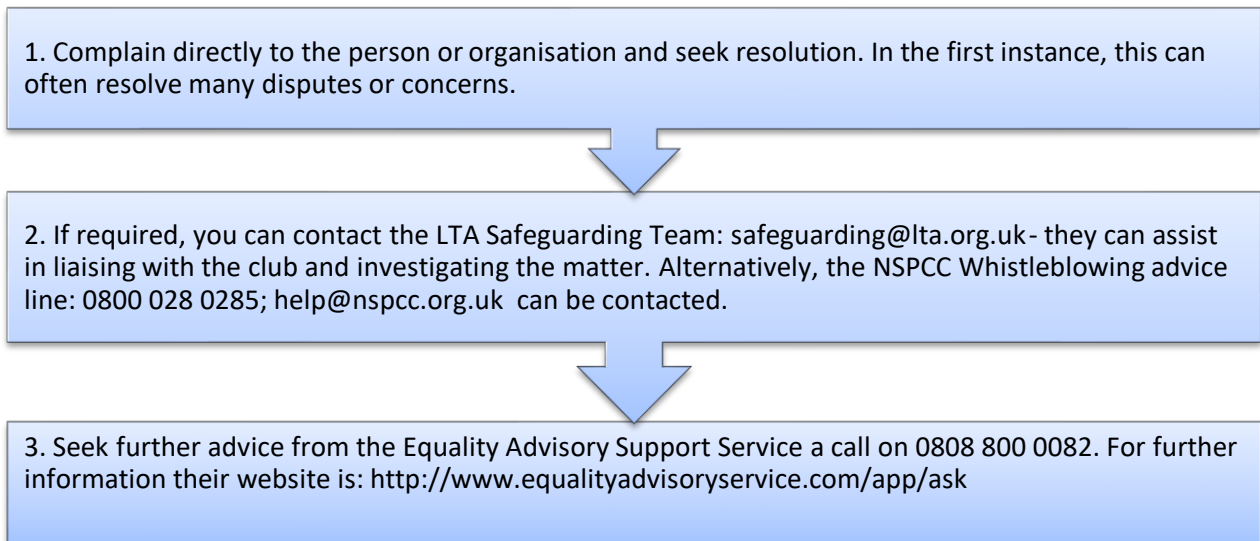 1. Complain directly to the person or organisation and seek resolution. In the first instance, this can
often resolve many disputes or concerns.
2. If required, you can contact the LTA Safeguarding Team: safeguarding@lta.org.uk- they can assist
in liaising with the club and investigating the matter. Alternatively, the NSPCC Whistleblowing advice
line: 0800 028 0285; help@nspcc.org.uk can be contacted.
3. Seek further advice from the Equality Advisory Support Service a call on 0808 800 0082. For further
information their website is: http://www.equalityadvisoryservice.com/app/ask